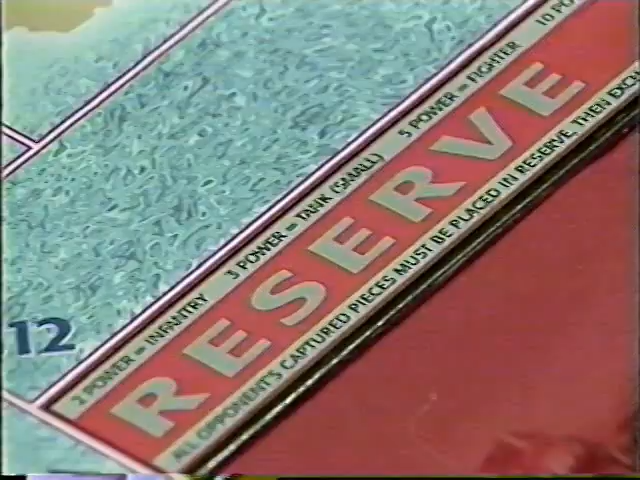 2 POWER = INFANTRY 3 POWER = TANK (SMALL) 5 POWER = FIGHTER 10 PO
RESERVE
ALL OPPONENT'S CAPTURED PIECES MUST BE PLACED IN RESERVE, THEN EXCH
12